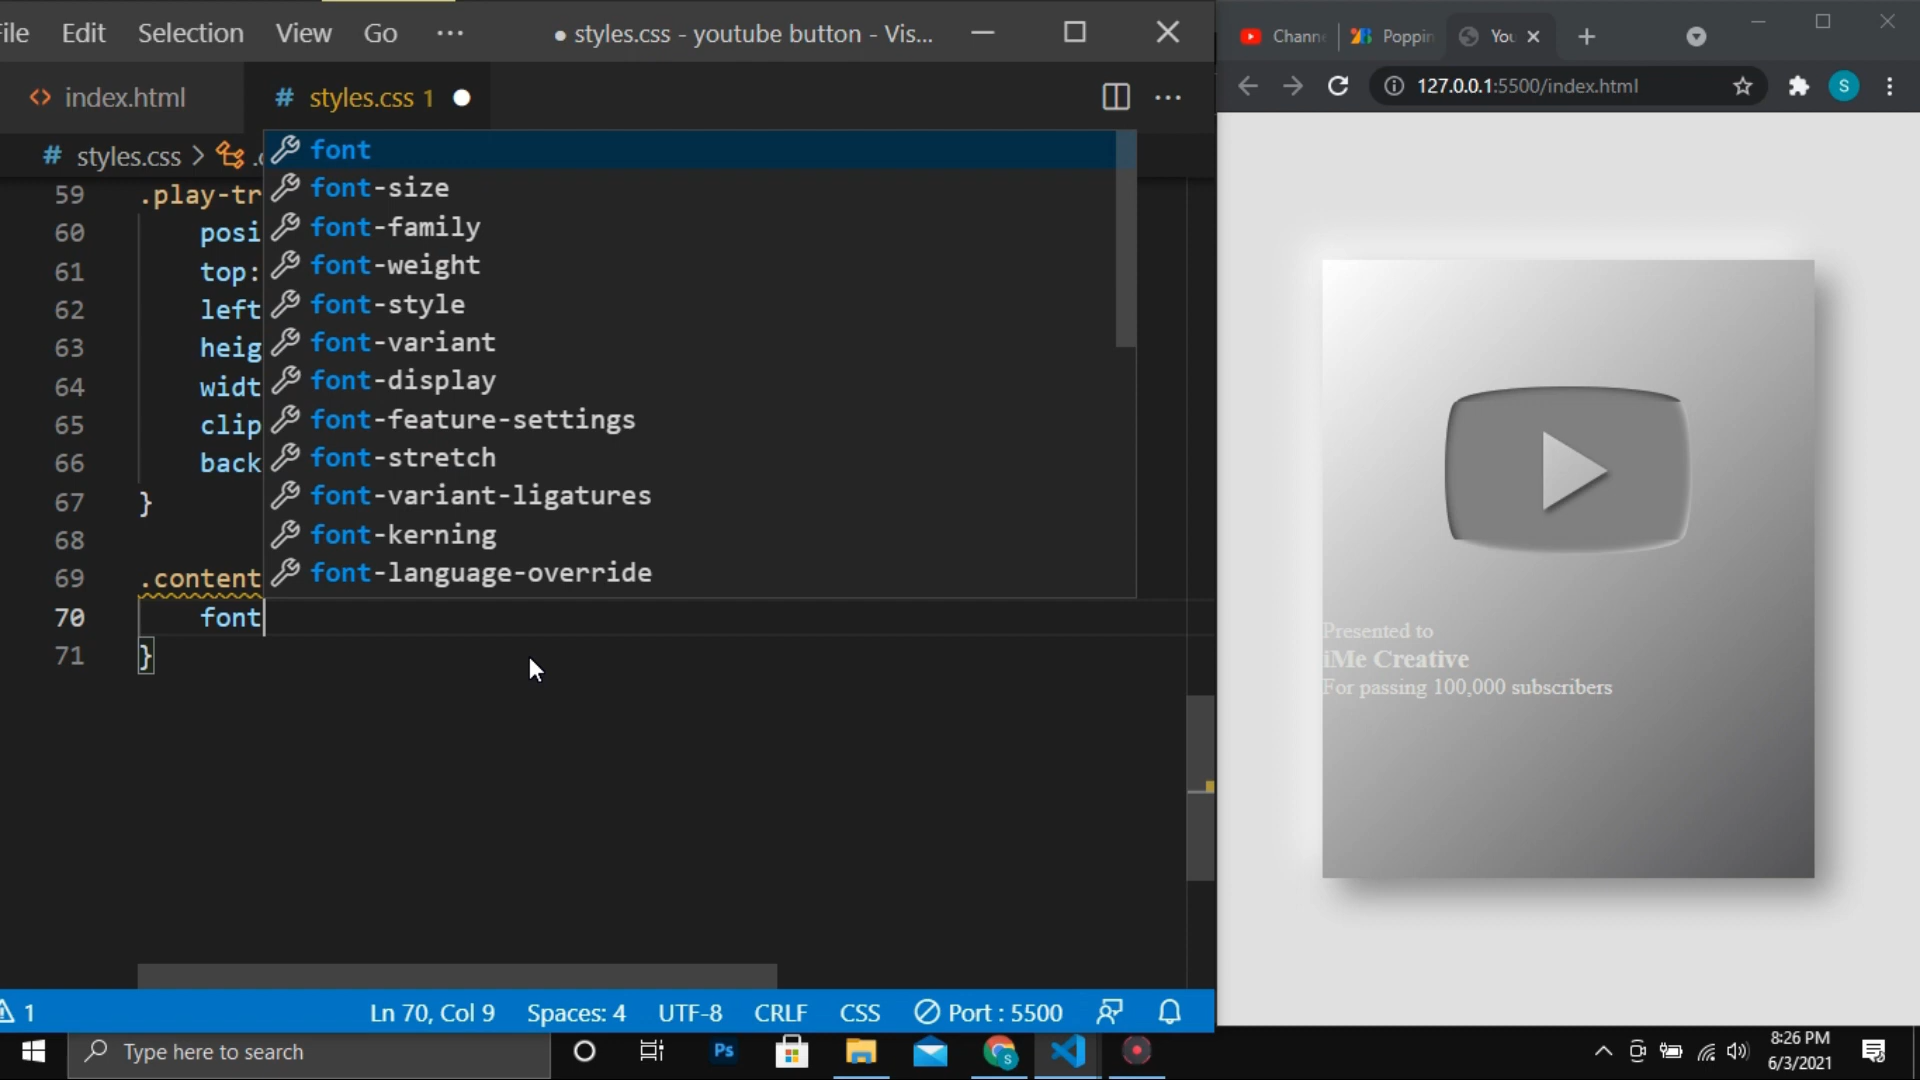 File Edit Selection View Go ···
● styles.css - youtube button - Vis...
index.html
# styles.css 1 ●
# styles.css >
59 .play-tr
60 posi
61 top:
62 left
63 heig
64 widt
65 clip
66 back
67 }
68
69 .content
70 font
71 }
font
font-size
font-family
font-weight
font-style
font-variant
font-display
font-feature-settings
font-stretch
font-variant-ligatures
font-kerning
font-language-override
1
Ln 70, Col 9 Spaces: 4 UTF-8 CRLF CSS Port : 5500
Chann Poppin You
127.0.0.1:5500/index.html
S
Presented to
iMe Creative
For passing 100,000 subscribers
Type here to search
Ps
S
8:26 PM
6/3/2021